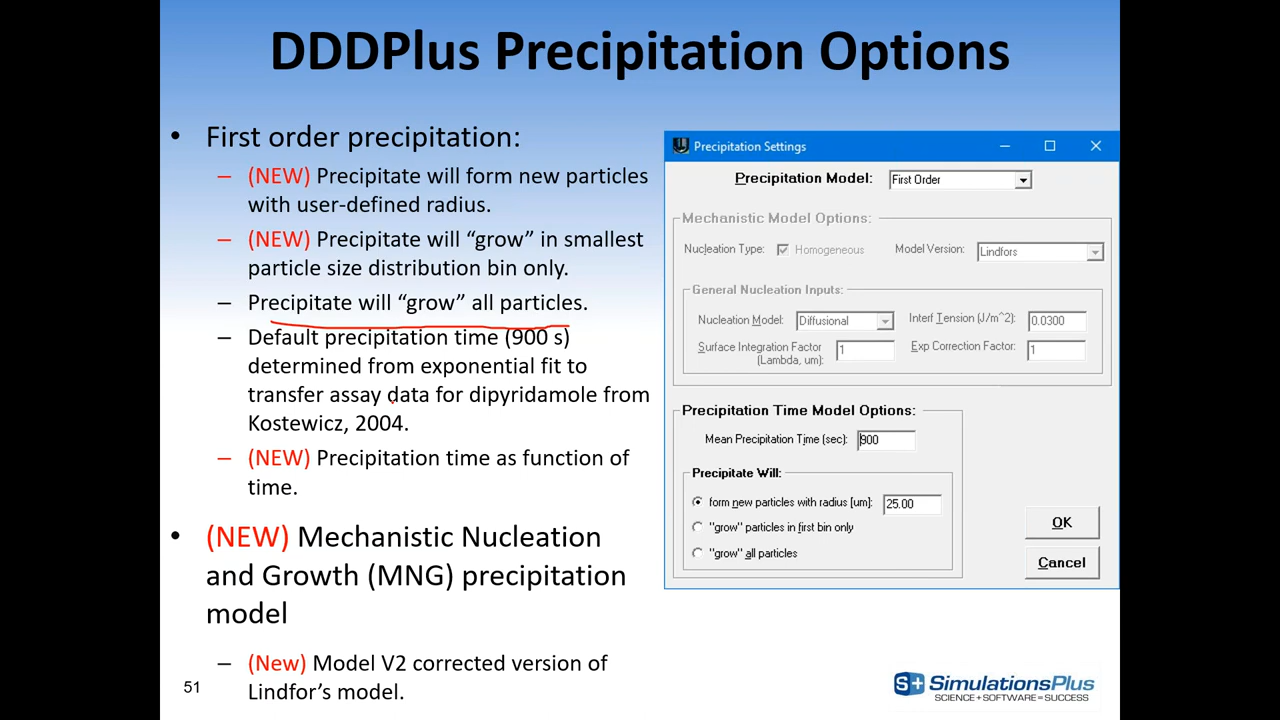 DDDPlus Precipitation Options
• First order precipitation:
– (NEW) Precipitate will form new particles
with user-defined radius.
– (NEW) Precipitate will “grow” in smallest
particle size distribution bin only.
– Precipitate will “grow” all particles.
– Default precipitation time (900 s)
determined from exponential fit to
transfer assay data for dipyridamole from
Kostewicz, 2004.
– (NEW) Precipitation time as function of
time.
• (NEW) Mechanistic Nucleation
and Growth (MNG) precipitation
model
– (New) Model V2 corrected version of
Lindfor’s model.
51
Precipitation Settings
Precipitation Model: First Order
Mechanistic Model Options:
Nucleation Type: Homogeneous Model Version: Lindfors
General Nucleation Inputs:
Nucleation Model: Diffusional Interf Tension (J/m^2): 0.0300
Surface Integration Factor 1 Exp Correction Factor: 1
(Lambda, um):
Precipitation Time Model Options:
Mean Precipitation Time (sec): 900
Precipitate Will:
form new particles with radius [um]: 25.00
"grow" particles in first bin only
"grow" all particles
OK
Cancel
S+ SimulationsPlus
SCIENCE + SOFTWARE = SUCCESS